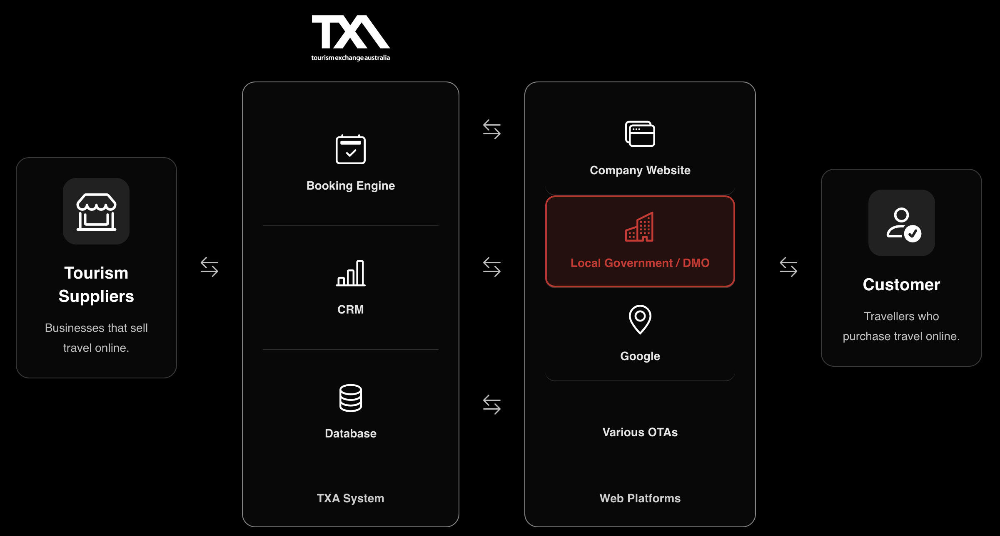 TXA
tourismexchangeaustralia
Tourism
Suppliers
Businesses that sell
travel online.
Booking Engine
CRM
Database
TXA System
Company Website
Local Government / DMO
Google
Various OTAs
Web Platforms
Customer
Travellers who
purchase travel online.